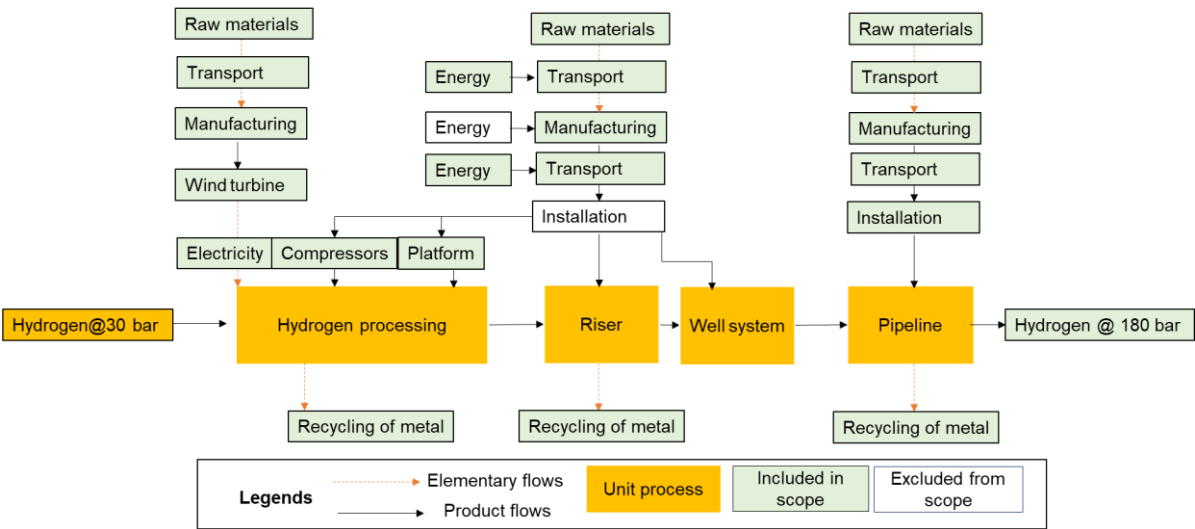 Raw materials
Raw materials
Raw materials
Transport
Energy
Transport
Transport
Manufacturing
Energy
Manufacturing
Manufacturing
Wind turbine
Energy
Transport
Transport
Installation
Installation
Electricity
Compressors
Platform
Hydrogen@30 bar
Hydrogen processing
Riser
Well system
Pipeline
Hydrogen @ 180 bar
Recycling of metal
Recycling of metal
Recycling of metal
Legends
Elementary flows
Product flows
Unit process
Included in
scope
Excluded from
scope